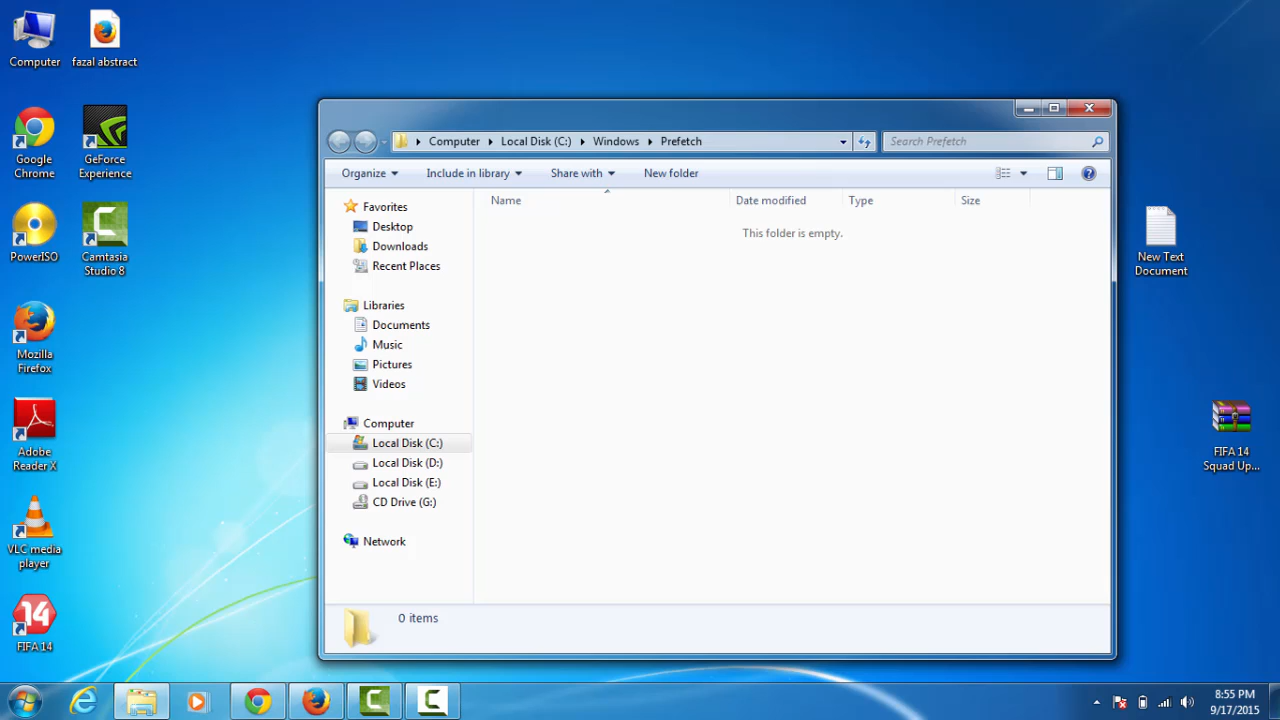 Computer
fazal abstract
Google
Chrome
GeForce
Experience
PowerISO
Camtasia
Studio 8
Mozilla
Firefox
Adobe
Reader X
VLC media
player
14
FIFA 14
Computer
Local Disk (C:)
Windows
Prefetch
Search Prefetch
Organize
Include in library
Share with
New folder
Name
Date modified
Type
Size
This folder is empty.
Favorites
Desktop
Downloads
Recent Places
Libraries
Documents
Music
Pictures
Videos
Computer
Local Disk (C:)
Local Disk (D:)
Local Disk (E:)
CD Drive (G:)
Network
0 items
New Text
Document
FIFA 14
Squad Up...
8:55 PM
9/17/2015